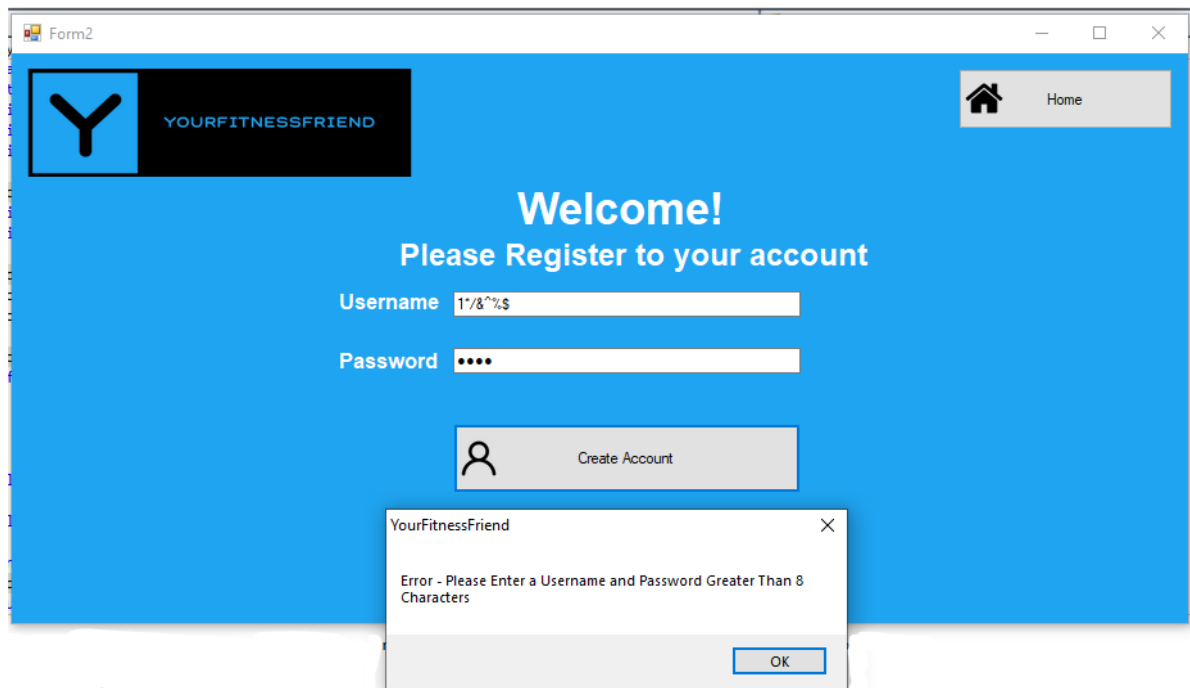 Form2
YOURFITNESSFRIEND
Home
Welcome!
Please Register to your account
Username 1*/&^%$
Password ••••
Create Account
YourFitnessFriend
Error - Please Enter a Username and Password Greater Than 8
Characters
OK